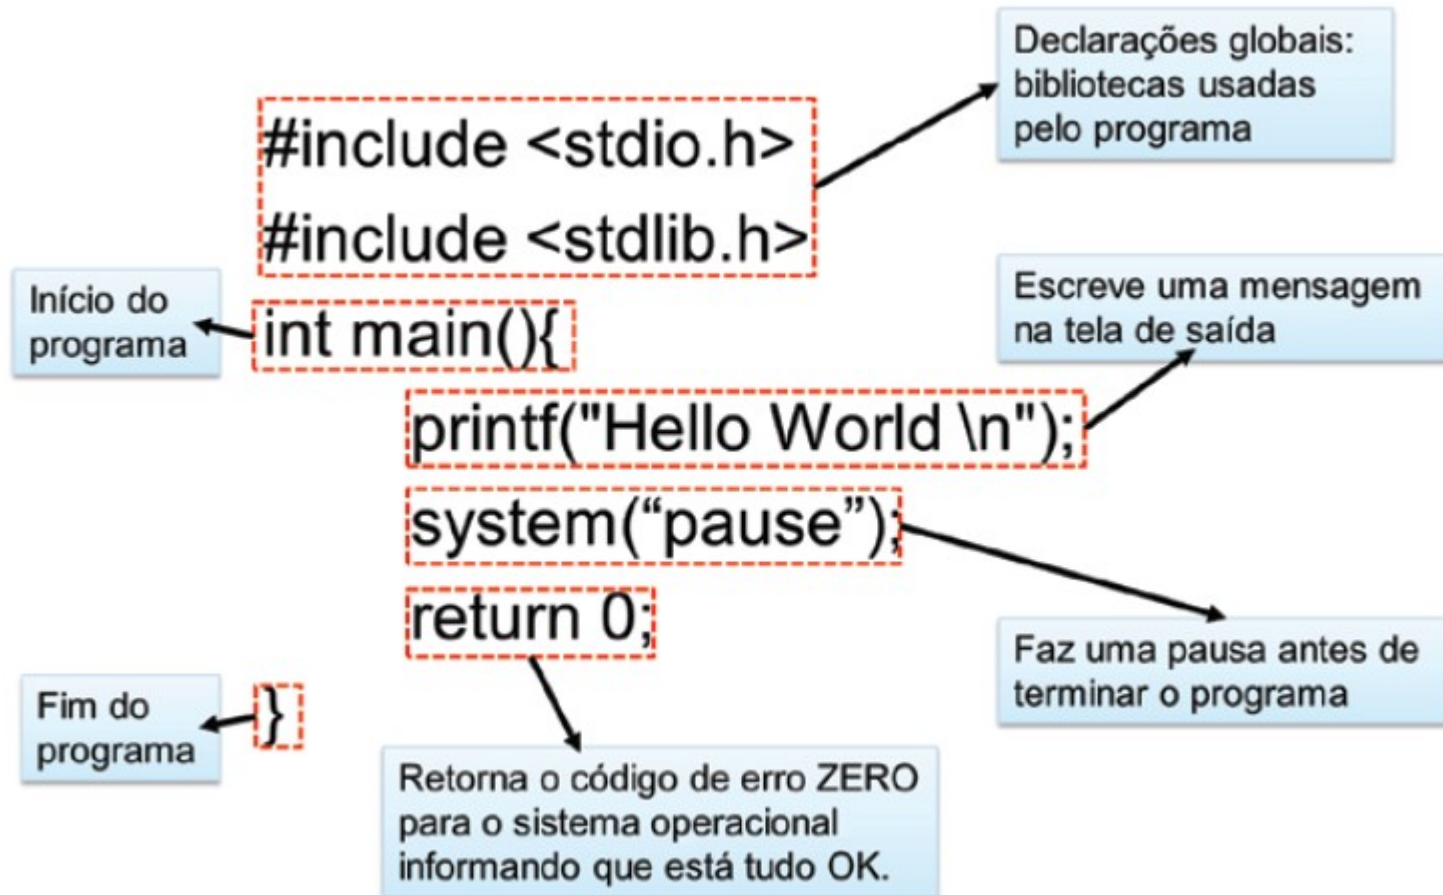 Declarações globais:
bibliotecas usadas
pelo programa
#include <stdio.h>
#include <stdlib.h>
Início do
programa
int main(){
Escreve uma mensagem
na tela de saída
printf("Hello World \n");
system(“pause”);
Faz uma pausa antes de
terminar o programa
return 0;
Fim do
programa
}
Retorna o código de erro ZERO
para o sistema operacional
informando que está tudo OK.